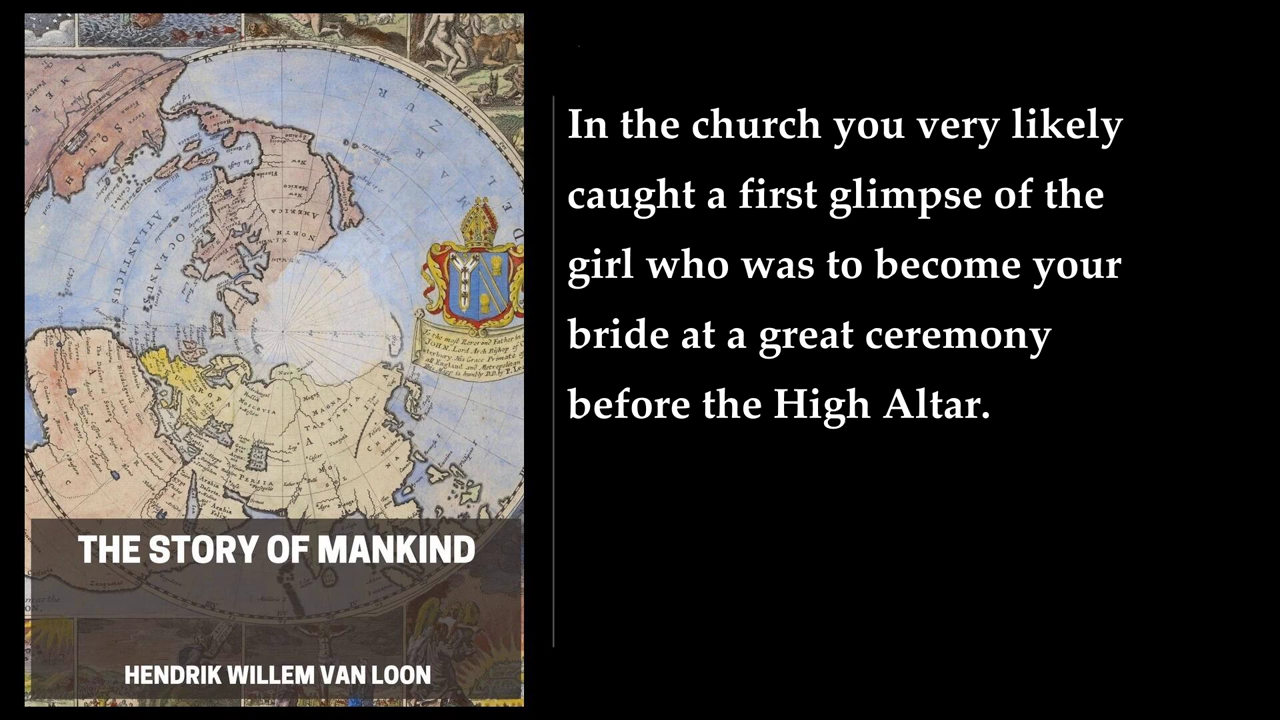 In the church you very likely
caught a first glimpse of the
girl who was to become your
bride at a great ceremony
before the High Altar.
THE STORY OF MANKIND
HENDRIK WILLEM VAN LOON